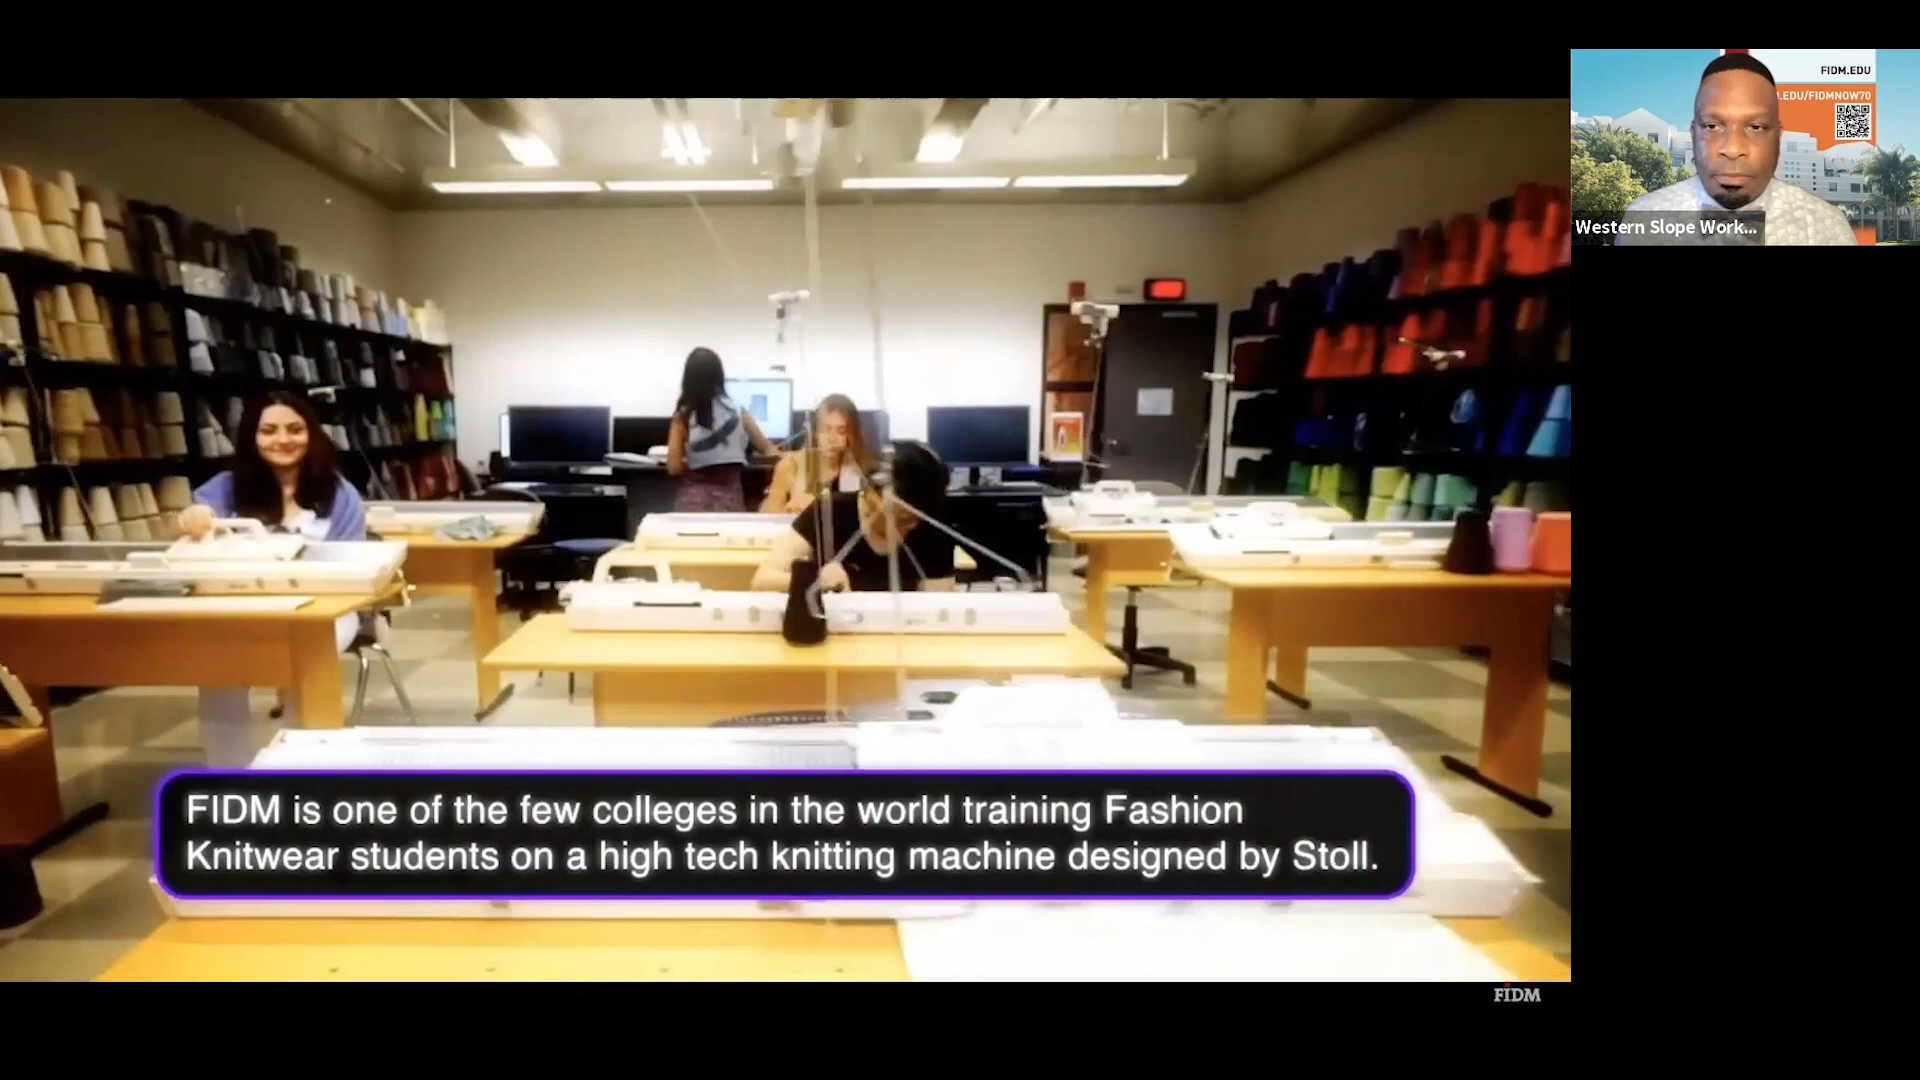 FIDM.EDU
.EDU/FIDMNOW70
Western Slope Work...
FIDM is one of the few colleges in the world training Fashion
Knitwear students on a high tech knitting machine designed by Stoll.
FIDM